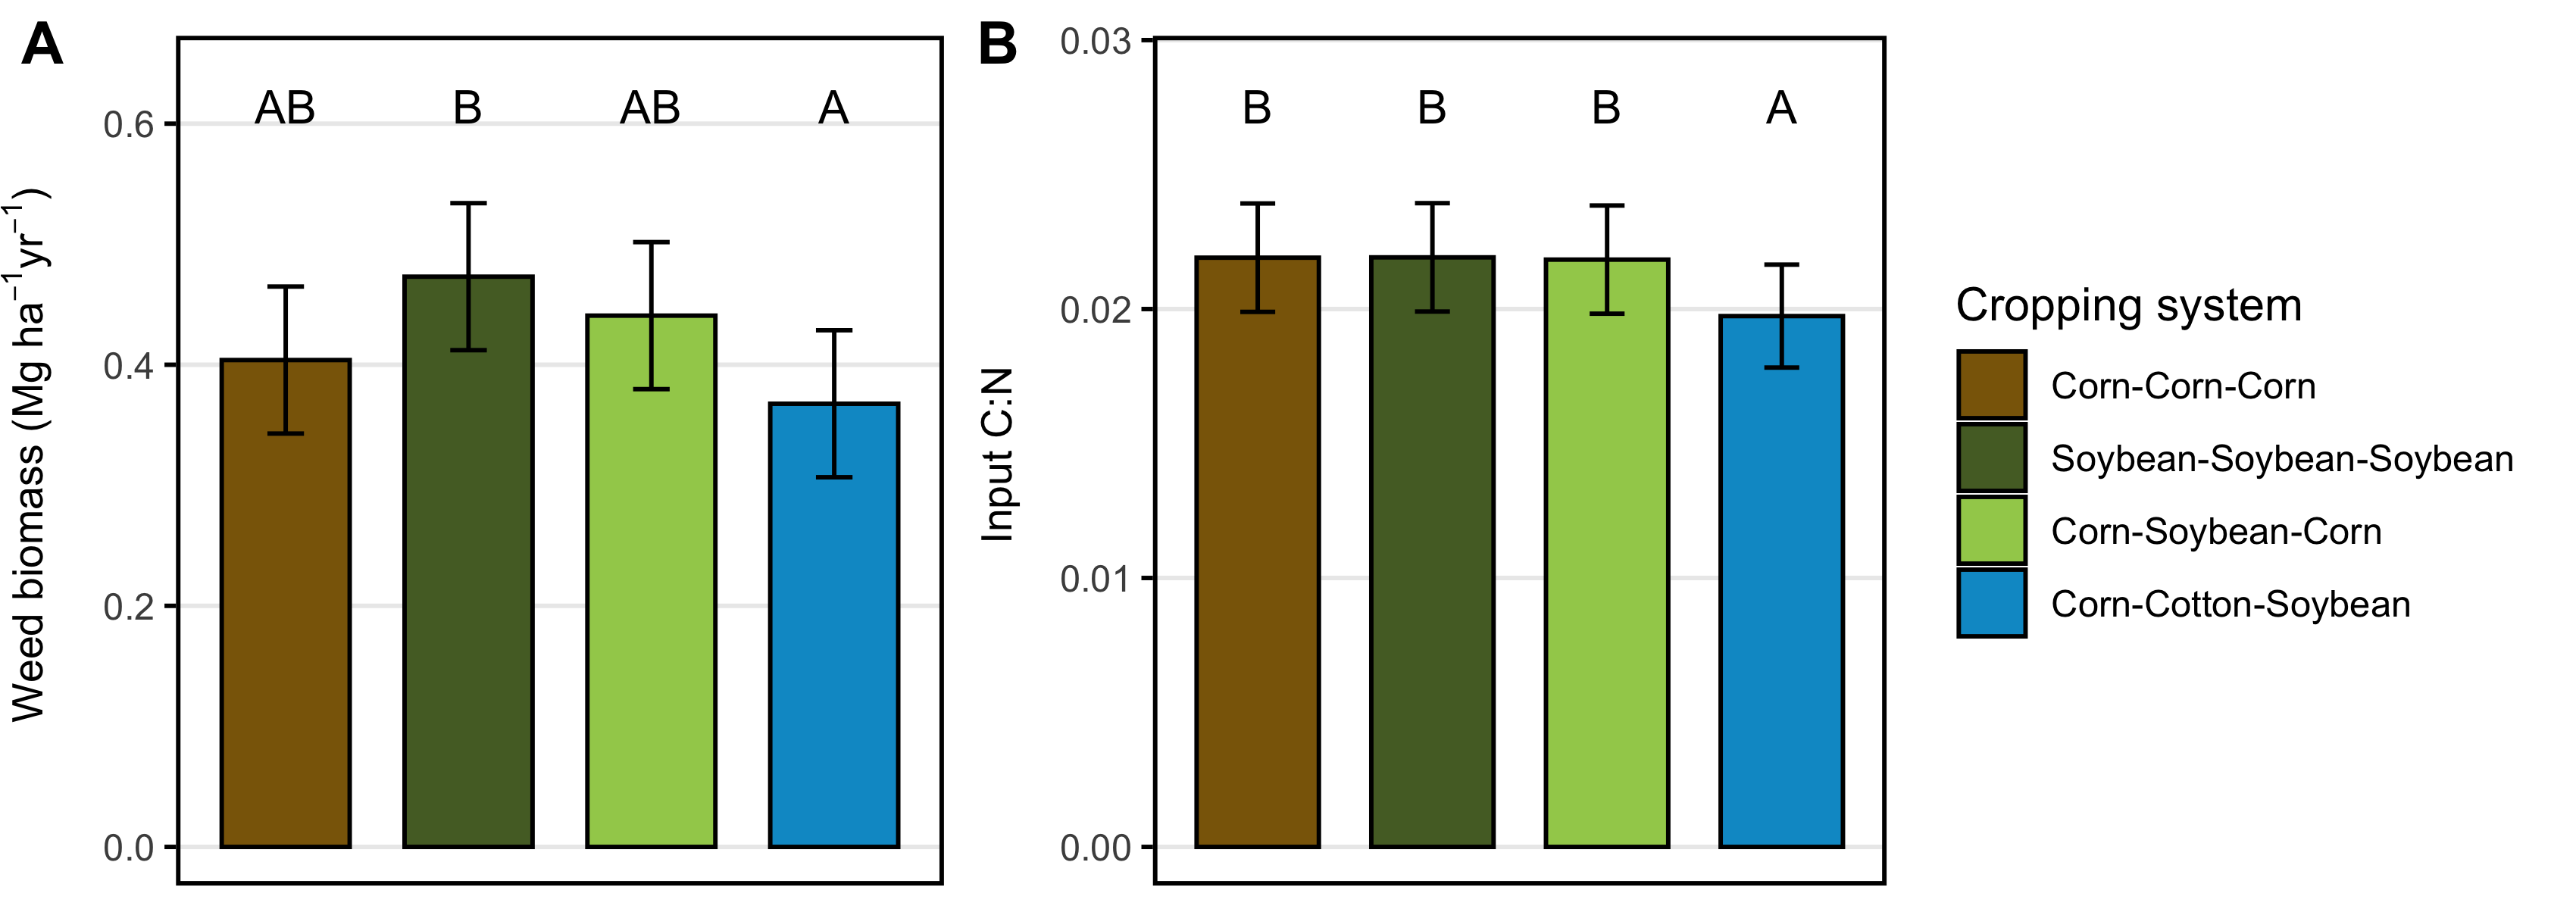 A
AB B AB A
0.6
0.4
0.2
0.0
Weed biomass (Mg ha⁻¹yr⁻¹)
B
B B B A
0.03
0.02
0.01
0.00
Input C:N
Cropping system
Corn-Corn-Corn
Soybean-Soybean-Soybean
Corn-Soybean-Corn
Corn-Cotton-Soybean